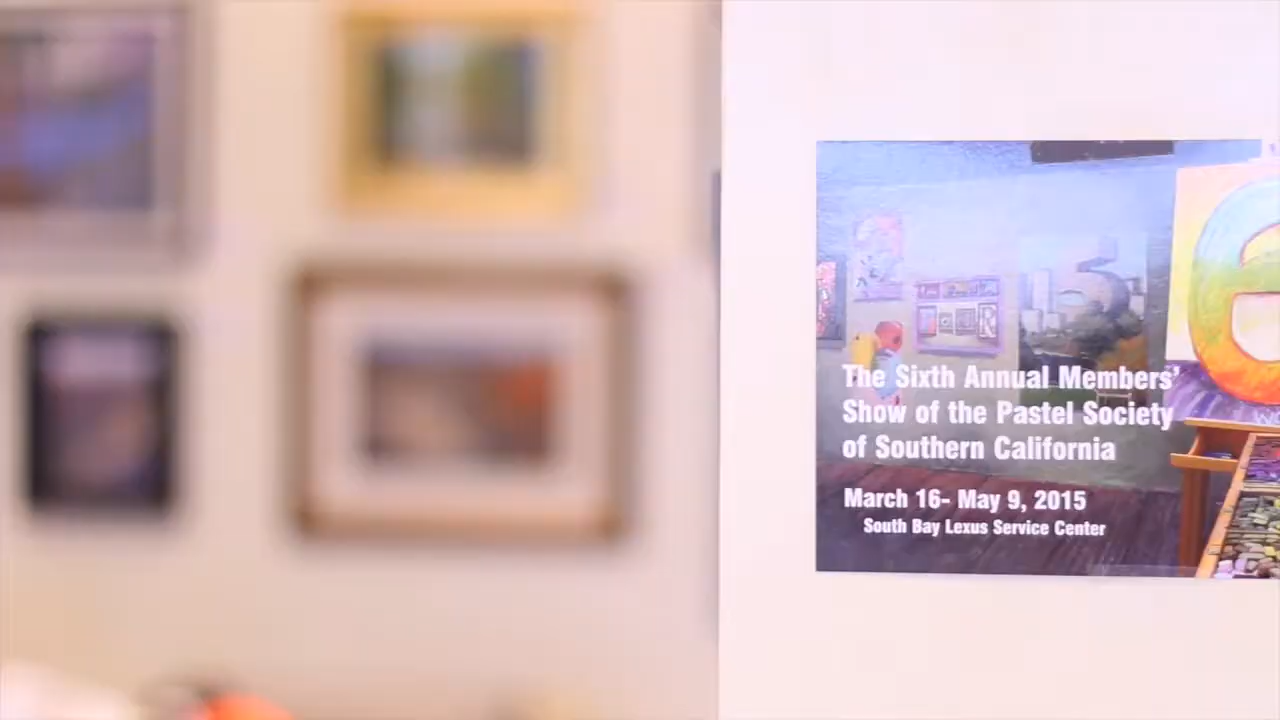 The Sixth Annual Members'
Show of the Pastel Society
of Southern California
March 16- May 9, 2015
South Bay Lexus Service Center